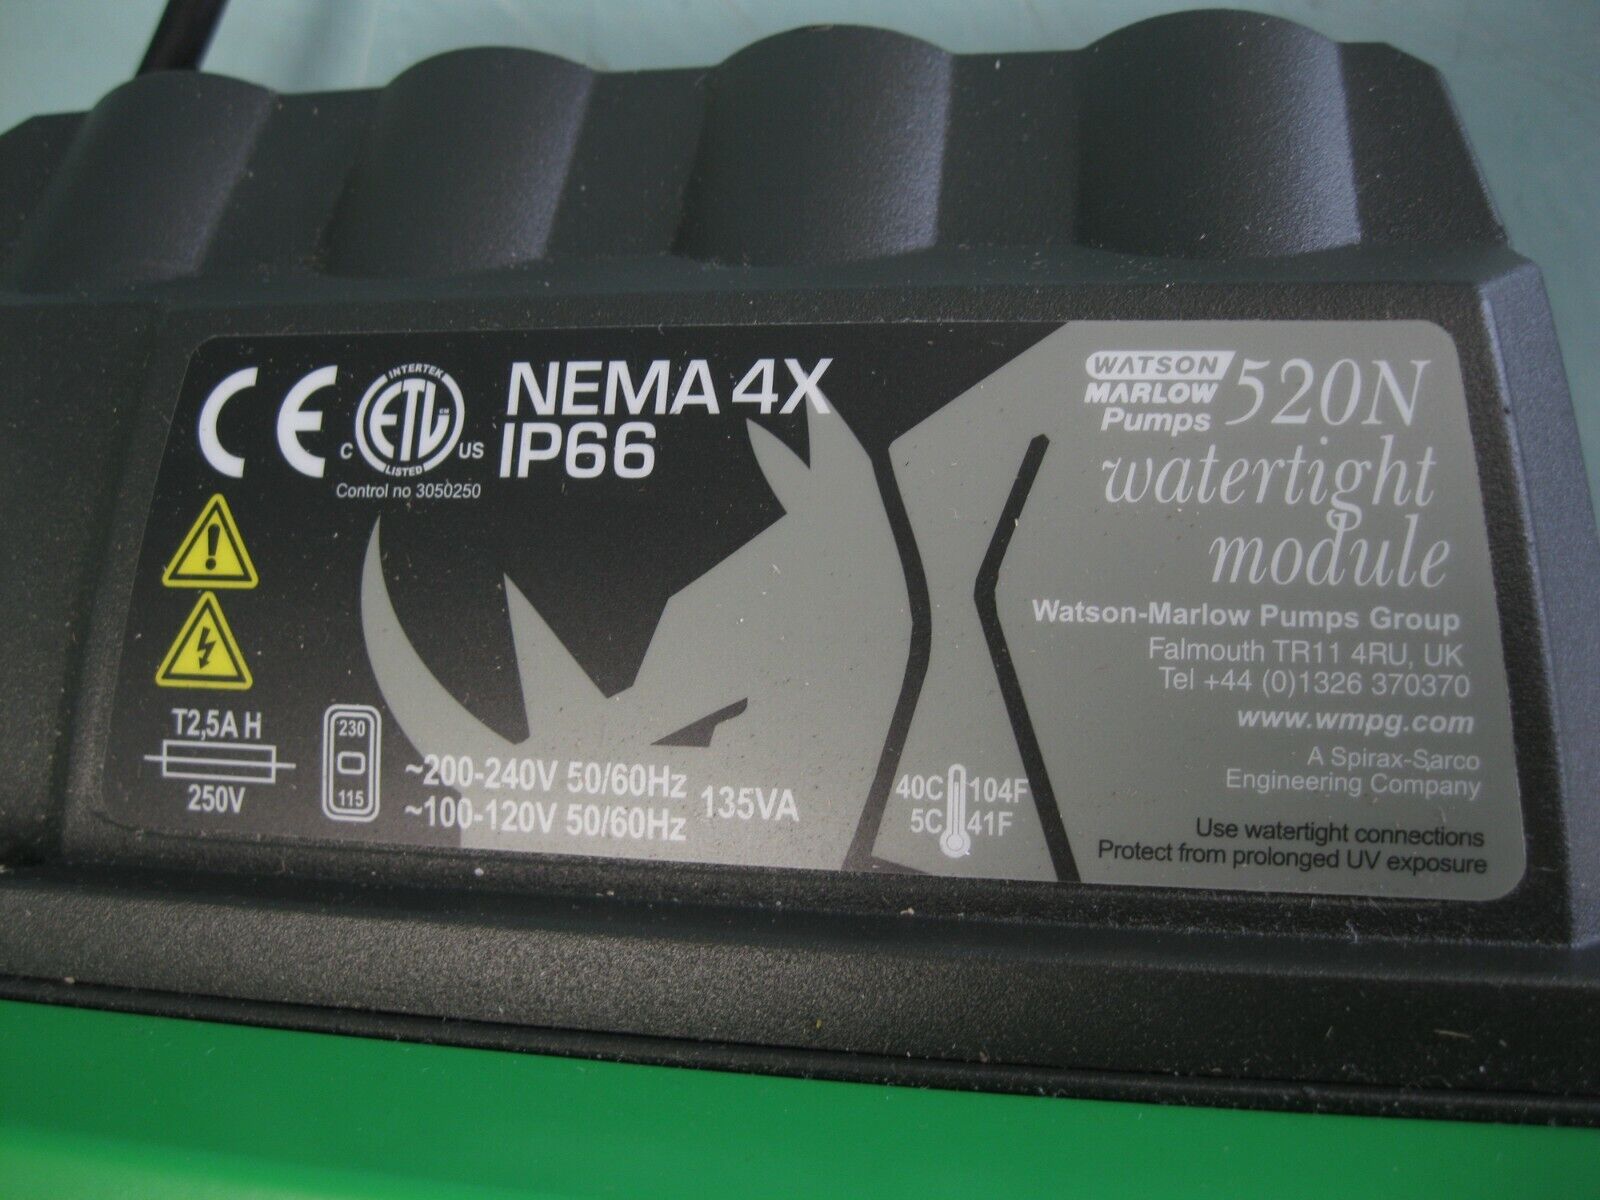 CE
INTERTEK
C ETL CM US
LISTED
Control no 3050250
NEMA 4X
IP66
T2,5A H
250V
230
115
~200-240V 50/60Hz
~100-120V 50/60Hz
135VA
40C 104F
5C 41F
WATSON
MARLOW
Pumps
520N
watertight
module
Watson-Marlow Pumps Group
Falmouth TR11 4RU, UK
Tel +44 (0)1326 370370
www.wmpg.com
A Spirax-Sarco
Engineering Company
Use watertight connections
Protect from prolonged UV exposure